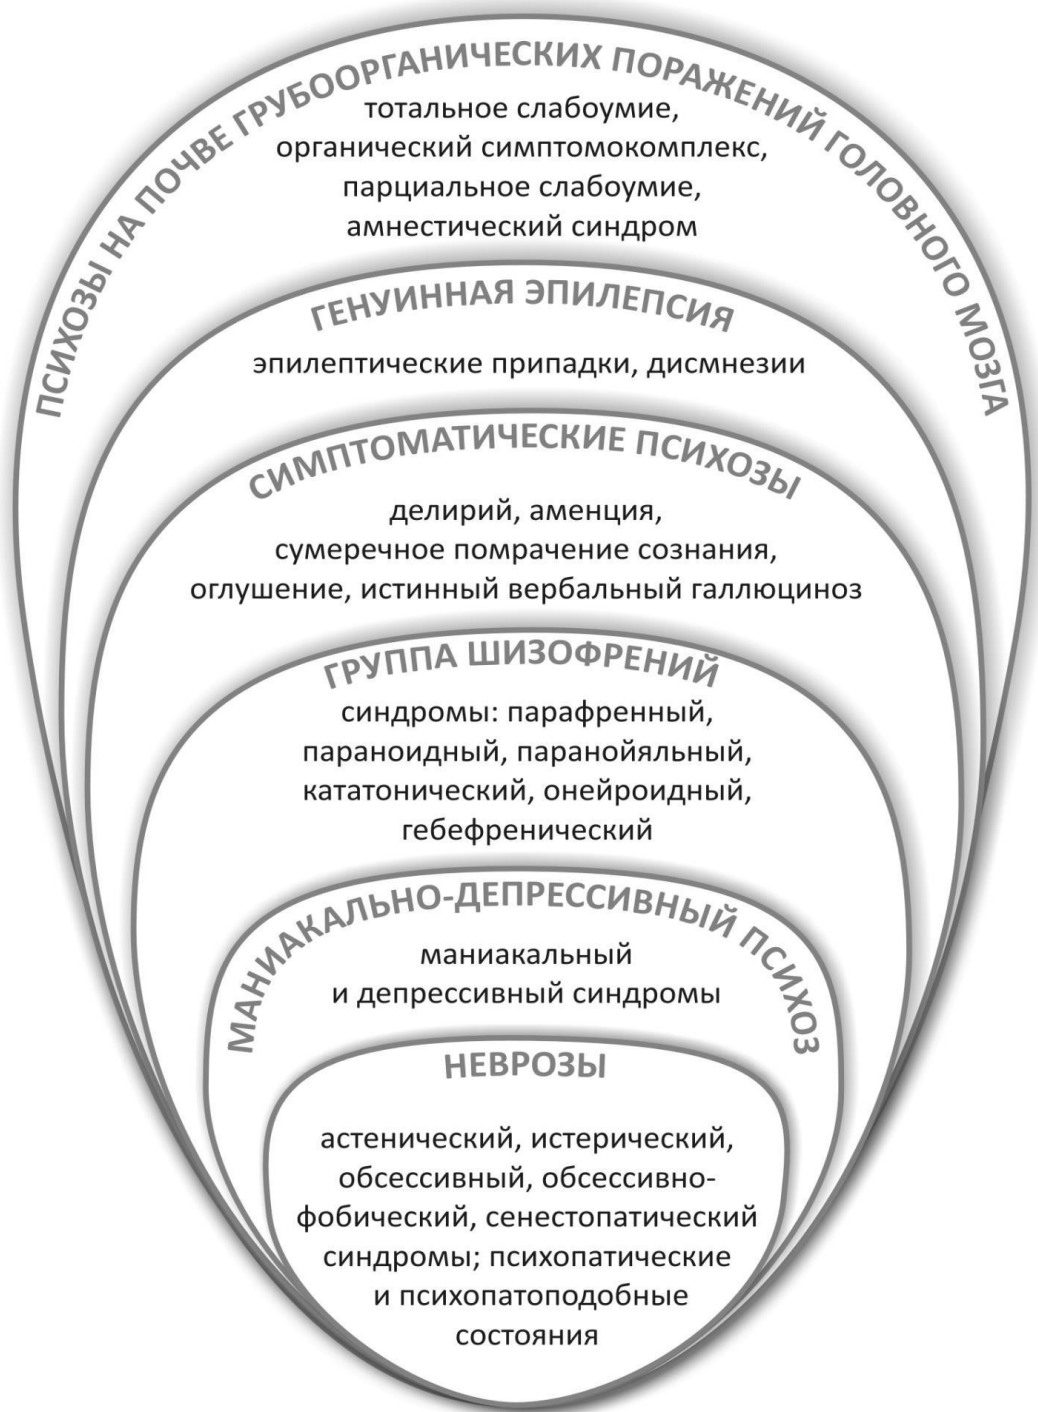 ПСИХОЗЫ НА ПОЧВЕ ГРУБООРГАНИЧЕСКИХ ПОРАЖЕНИЙ ГОЛОВНОГО МОЗГА
тотальное слабоумие,
органический симптомокомплекс,
парциальное слабоумие,
амнестический синдром
ГЕНУИННАЯ ЭПИЛЕПСИЯ
эпилептические припадки, дисмнезии
СИМПТОМАТИЧЕСКИЕ ПСИХОЗЫ
делирий, аменция,
сумеречное помрачение сознания,
оглушение, истинный вербальный галлюциноз
ГРУППА ШИЗОФРЕНИЙ
синдромы: парафренный,
параноидный, паранойяльный,
кататонический, онейроидный,
гебефренический
МАНИАКАЛЬНО-ДЕПРЕССИВНЫЙ ПСИХОЗ
маниакальный
и депрессивный синдромы
НЕВРОЗЫ
астенический, истерический,
обсессивный, обсессивно-
фобический, сенестопатический
синдромы; психопатические
и психопатоподобные
состояния